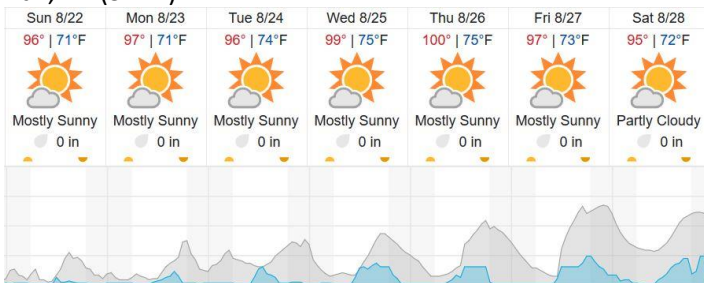 Sun 8/22 Mon 8/23 Tue 8/24 Wed 8/25 Thu 8/26 Fri 8/27 Sat 8/28
96° | 71°F 97° | 71°F 96° | 74°F 99° | 75°F 100° | 75°F 97° | 73°F 95° | 72°F
Mostly Sunny Mostly Sunny Mostly Sunny Mostly Sunny Mostly Sunny Mostly Sunny Partly Cloudy
0 in 0 in 0 in 0 in 0 in 0 in 0 in